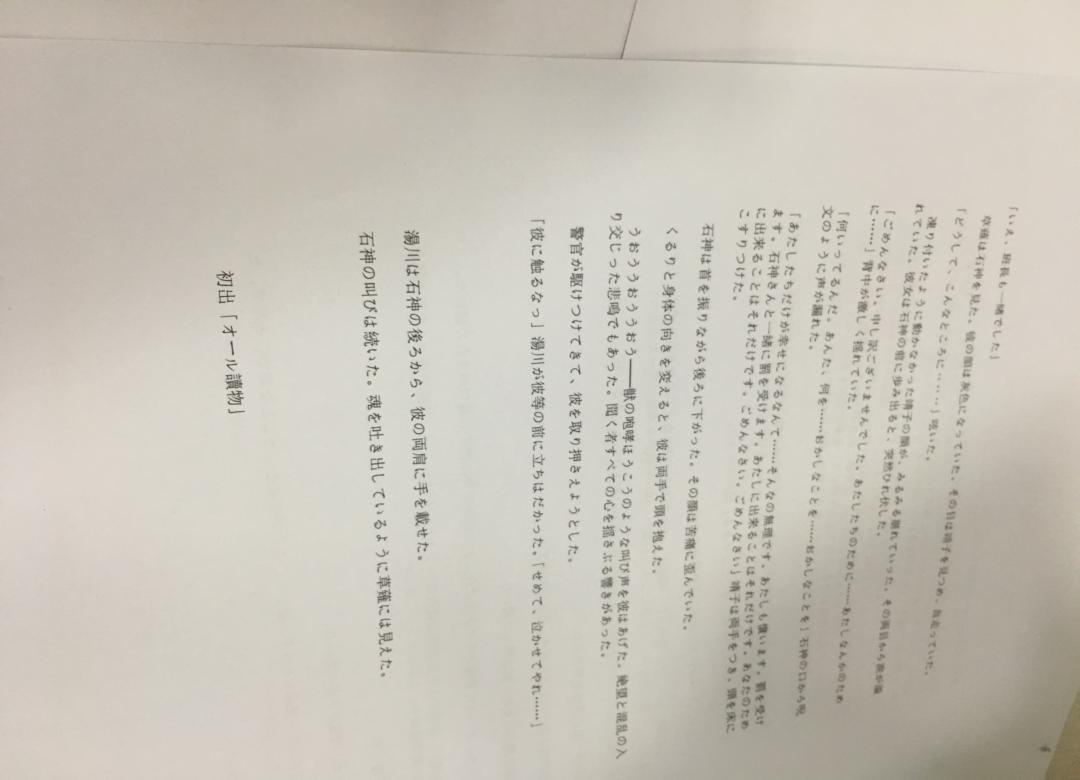 「いえ、班長も一緒でした」
草薙は石神を見た。彼の顔は灰色になっていた。その目は靖子を見つめ、血走っていた。
「どうして、こんなところに……」呟いた。
凍り付いたように動かなかった靖子の顔が、みるみる崩れていった。その両目から涙が溢
れていた。彼女は石神の前に歩み出ると、突然ひれ伏した。
「ごめんなさい。申し訳ございませんでした。あたしたちのために……あたしなんかのため
に……」背中が激しく揺れていた。
「何いってるんだ。あんた、何を……おかしなことを……おかしなことを」石神の口から呪
文のように声が漏れた。
「あたしたちだけが幸せになるなんて……そんなの無理です。あたしも償います。罰を受け
ます。石神さんと一緒に罰を受けます。あたしに出来ることはそれだけです。あなたのため
に出来ることはそれだけです。ごめんなさい。ごめんなさい」靖子は両手をつき、頭を床に
こすりつけた。
石神は首を振りながら後ろに下がった。その顔は苦痛に歪んでいた。
くるりと身体の向きを変えると、彼は両手で頭を抱えた。
うおううおううおう――獣の咆哮ほうこうのような叫び声を彼はあげた。絶望と混乱の入
り交じった悲鳴でもあった。聞く者すべての心を揺さぶる響きがあった。
警官が駆けつけてきて、彼を取り押さえようとした。
「彼に触るなっ」湯川が彼等の前に立ちはだかった。「せめて、泣かせてやれ……」
湯川は石神の後ろから、彼の両肩に手を載せた。
石神の叫びは続いた。魂を吐き出しているように草薙には見えた。
初出「オール讀物」